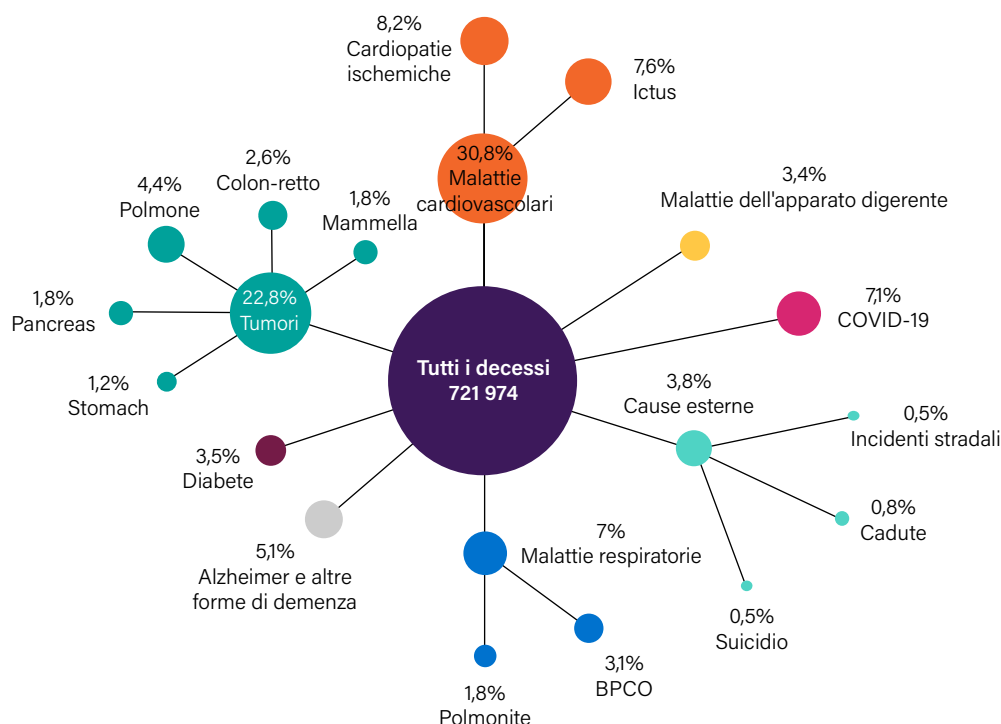 8,2%
Cardiopatie
ischemiche
7,6%
Ictus
30,8%
Malattie
cardiovascolari
2,6%
Colon-retto
4,4%
Polmone
1,8%
Mammella
1,8%
Pancreas
22,8%
Tumori
1,2%
Stomach
3,4%
Malattie dell'apparato digerente
7,1%
COVID-19
Tutti i decessi
721 974
3,8%
Cause esterne
0,5%
Incidenti stradali
0,8%
Cadute
0,5%
Suicidio
3,5%
Diabete
5,1%
Alzheimer e altre
forme di demenza
7%
Malattie respiratorie
3,1%
BPCO
1,8%
Polmonite